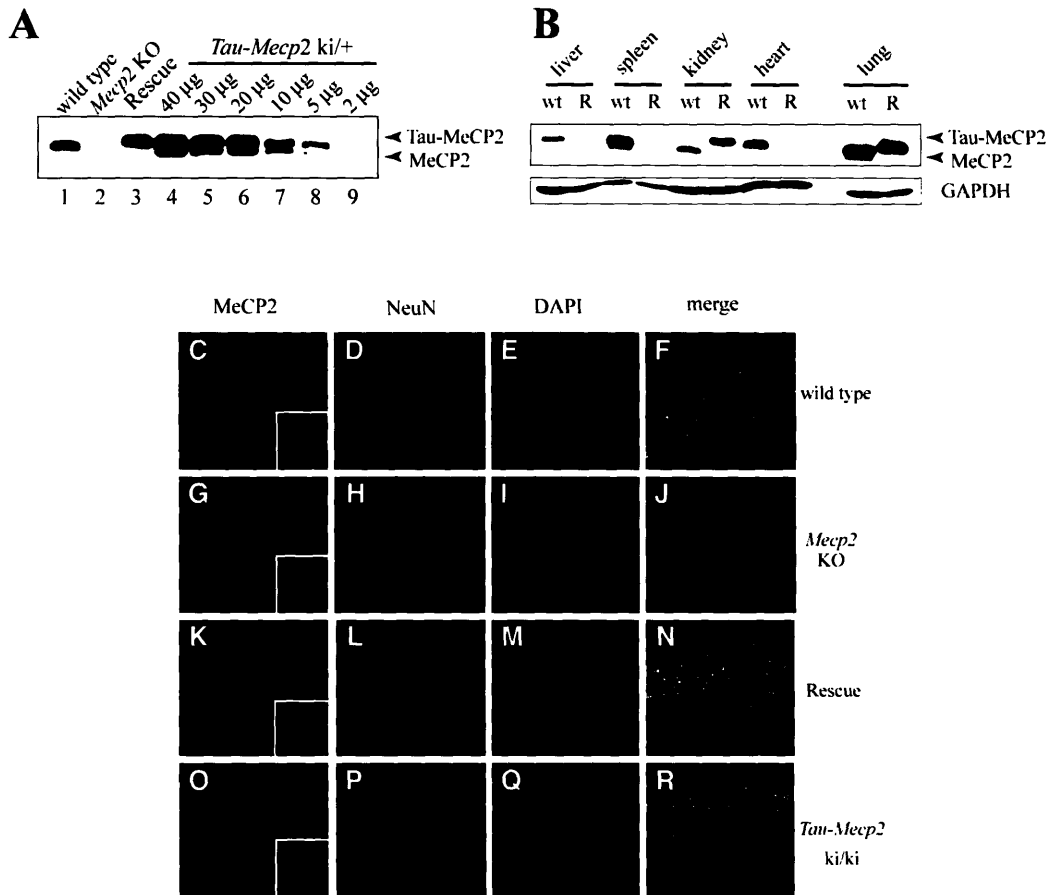 A
wild type
Mecp2 KO
Rescue
Tau-Mecp2 ki/+
40 µg
30 µg
20 µg
10 µg
5 µg
2 µg
Tau-MeCP2
MeCP2
1 2 3 4 5 6 7 8 9
B
liver spleen kidney heart lung
wt R wt R wt R wt R wt R
Tau-MeCP2
MeCP2
GAPDH
MeCP2 NeuN DAPI merge
C D E F
wild type
G H I J
Mecp2
KO
K L M N
Rescue
O P Q R
Tau-Mecp2
ki/ki